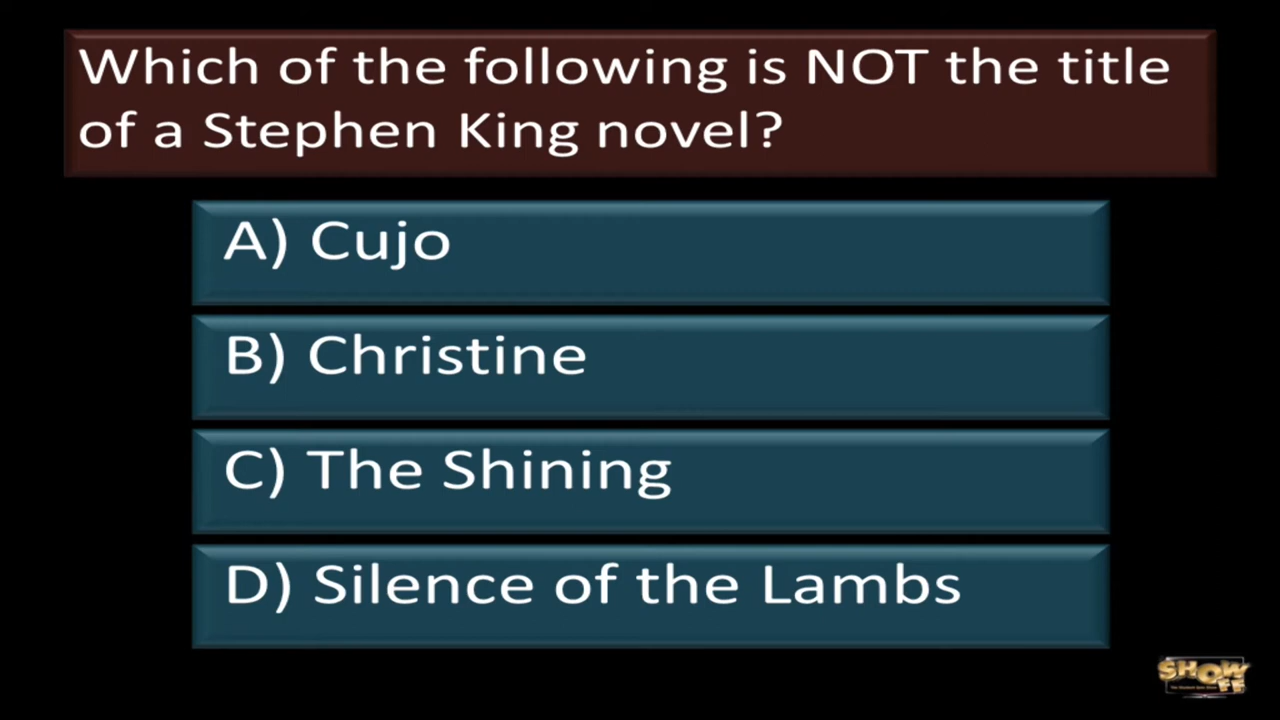 Which of the following is NOT the title
of a Stephen King novel?
A) Cujo
B) Christine
C) The Shining
D) Silence of the Lambs
SHOW
FF